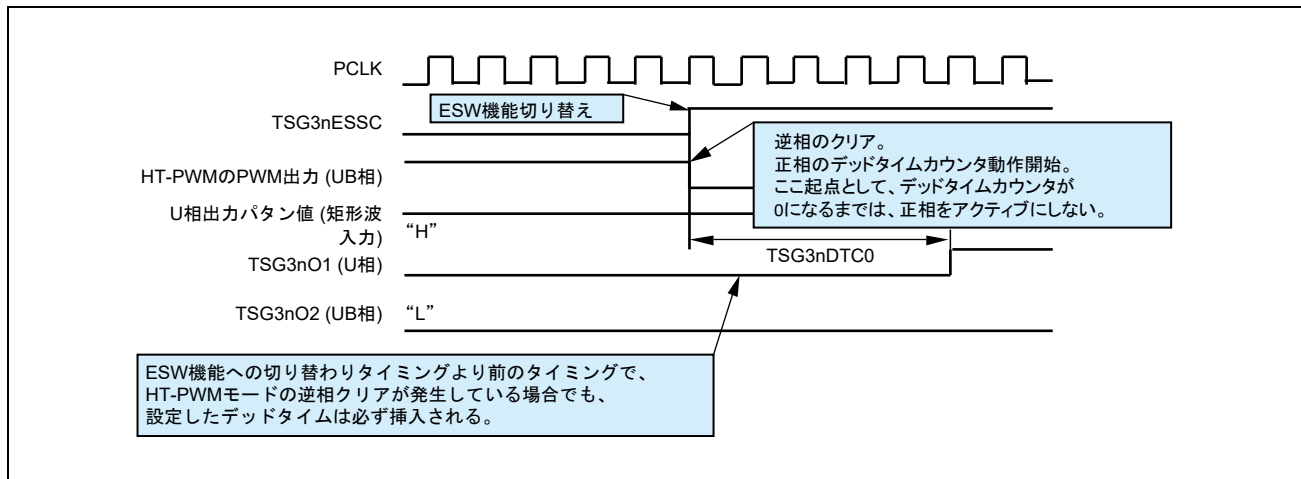 PCLK
ESW機能切り替え
TSG3nESSC
逆相のクリア。
正相のデッドタイムカウンタ動作開始。
ここ起点として、デッドタイムカウンタが
0になるまでは、正相をアクティブにしない。
HT-PWMのPWM出力 (UB相)
U相出力パタン値 (矩形波
入力)
“H”
TSG3nDTC0
TSG3nO1 (U相)
TSG3nO2 (UB相)
“L”
ESW機能への切り替わりタイミングより前のタイミングで、
HT-PWMモードの逆相クリアが発生している場合でも、
設定したデッドタイムは必ず挿入される。